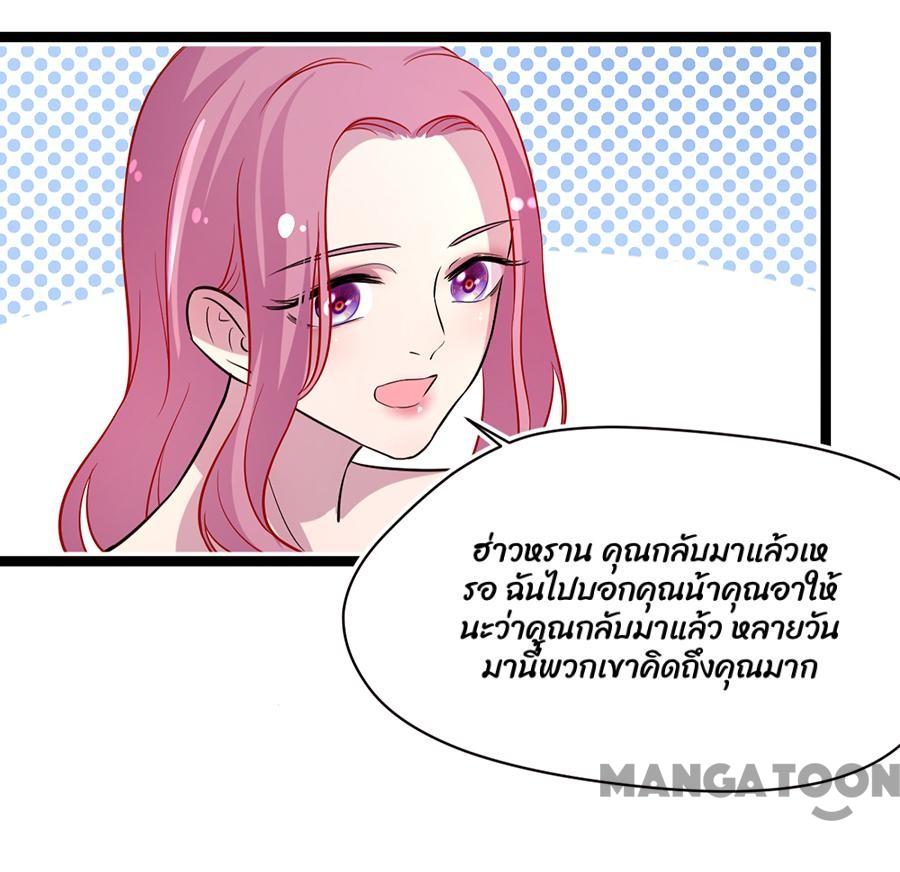 ฮ่าวหราน คุณกลับมาแล้วเห
รอ ฉันไปบอกคุณน้าคุณอาให้
นะว่าคุณกลับมาแล้ว หลายวัน
มานี้พวกเขาคิดถึงคุณมาก
MANGATOON